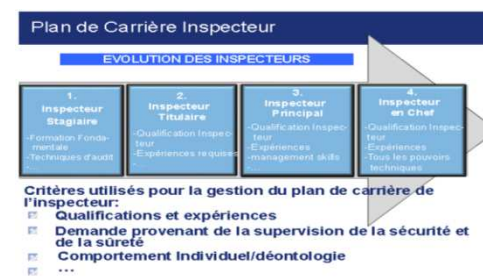 Plan de Carrière Inspecteur
EVOLUTION DES INSPECTEURS
1.
Inspecteur
Stagiaire
-Formation Fonda-
mentale
-Techniques d'audit
-...
2.
Inspecteur
Titulaire
-Qualification Inspec-
teur
-Expériences requises
-
3.
Inspecteur
Principal
-Qualification Inspec-
teur
-Expériences
-management skills
-...
4.
Inspecteur
en Chef
-Qualification Inspec-
teur
-Expériences
-Tous les pouvoirs
techniques
Critères utilisés pour la gestion du plan de carrière de
l'inspecteur:
Qualifications et expériences
Demande provenant de la supervision de la sécurité et
de la sûreté
Comportement Individuel/déontologie
...